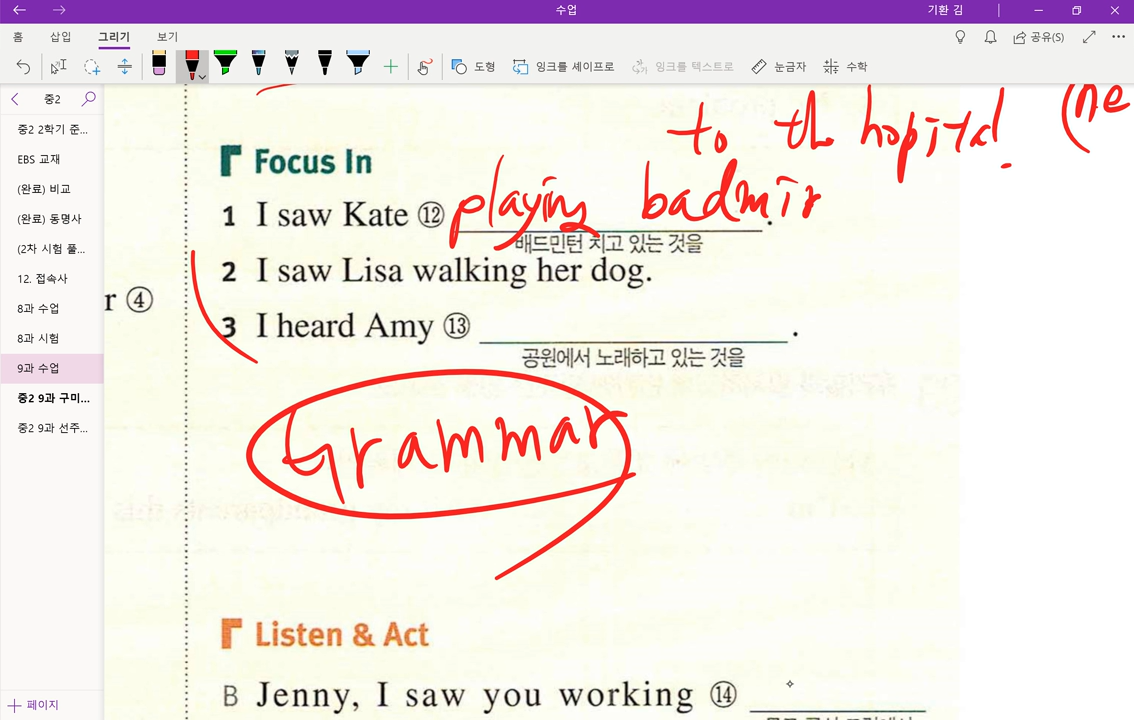 수업
기환 김
홈 삽입 그리기 보기
공유(S)
도형 잉크를 셰이프로 잉크를 텍스트로 눈금자 수학
중2
중2 2학기 준...
EBS 교재
(완료) 비교
(완료) 동명사
(2차 시험 풀...
12. 접속사
8과 수업
8과 시험
9과 수업
중2 9과 구미...
중2 9과 선주...
페이지
to the hopital (he
Focus In
1 I saw Kate ⑫ playing badmin.
배드민턴 치고 있는 것을
2 I saw Lisa walking her dog.
r ④
3 I heard Amy ⑬ .
공원에서 노래하고 있는 것을
Grammar
Listen & Act
B Jenny, I saw you working ⑭